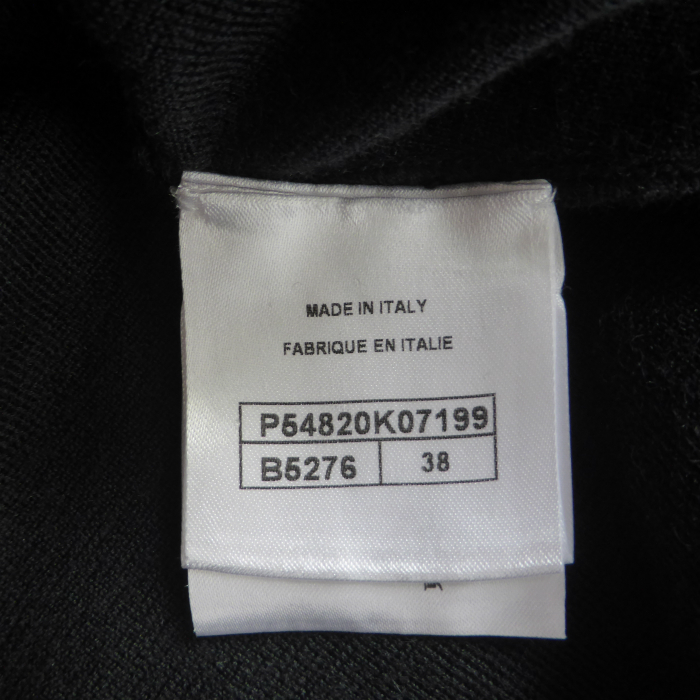 MADE IN ITALY
FABRIQUE EN ITALIE
P54820K07199
B5276 38